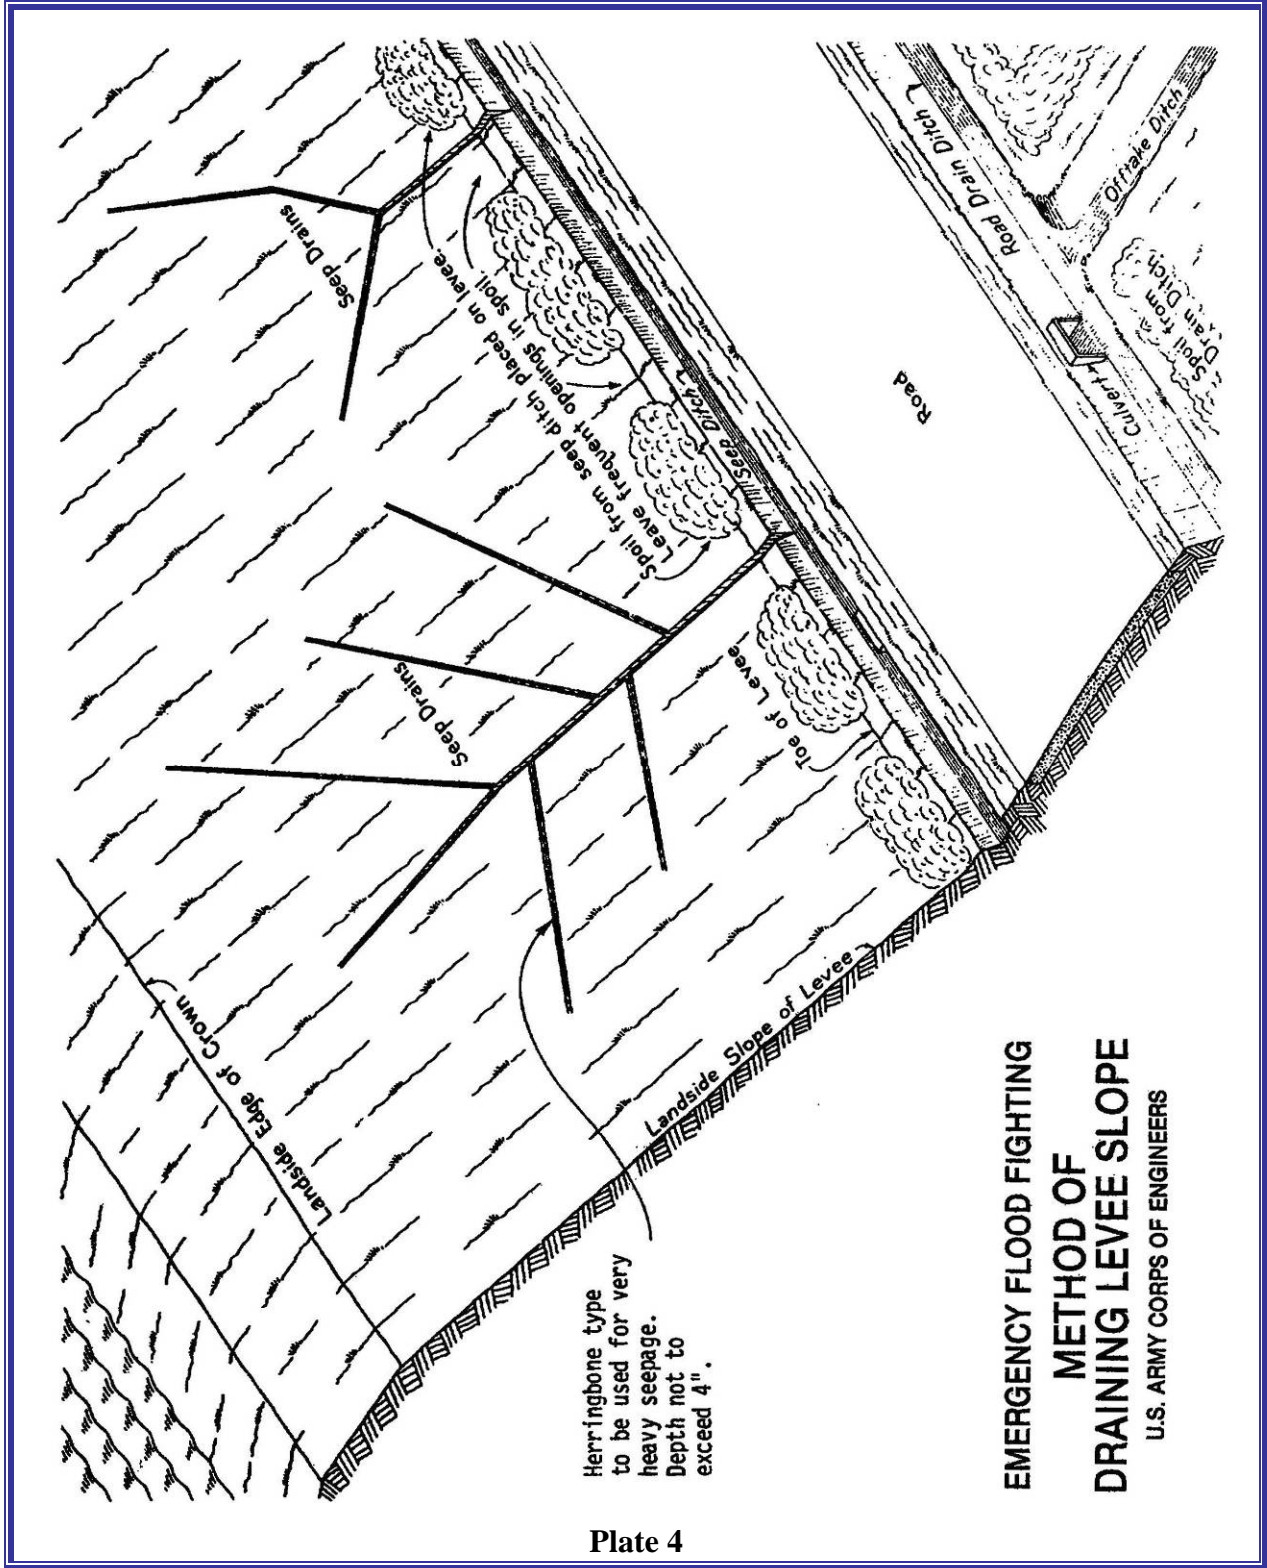 Seep Drains
Spoil from seep ditch placed on levee.
Leave frequent openings in spoil.
Seep Ditch
Road
Road Drain Ditch
Offtake Ditch
Culvert
Spoil from
Drain Ditch
Seep Drains
Toe of Levee
Landside Edge of Crown
Landside Slope of Levee
Herringbone type
to be used for very
heavy seepage.
Depth not to
exceed 4".
EMERGENCY FLOOD FIGHTING
METHOD OF
DRAINING LEVEE SLOPE
U.S. ARMY CORPS OF ENGINEERS
Plate 4